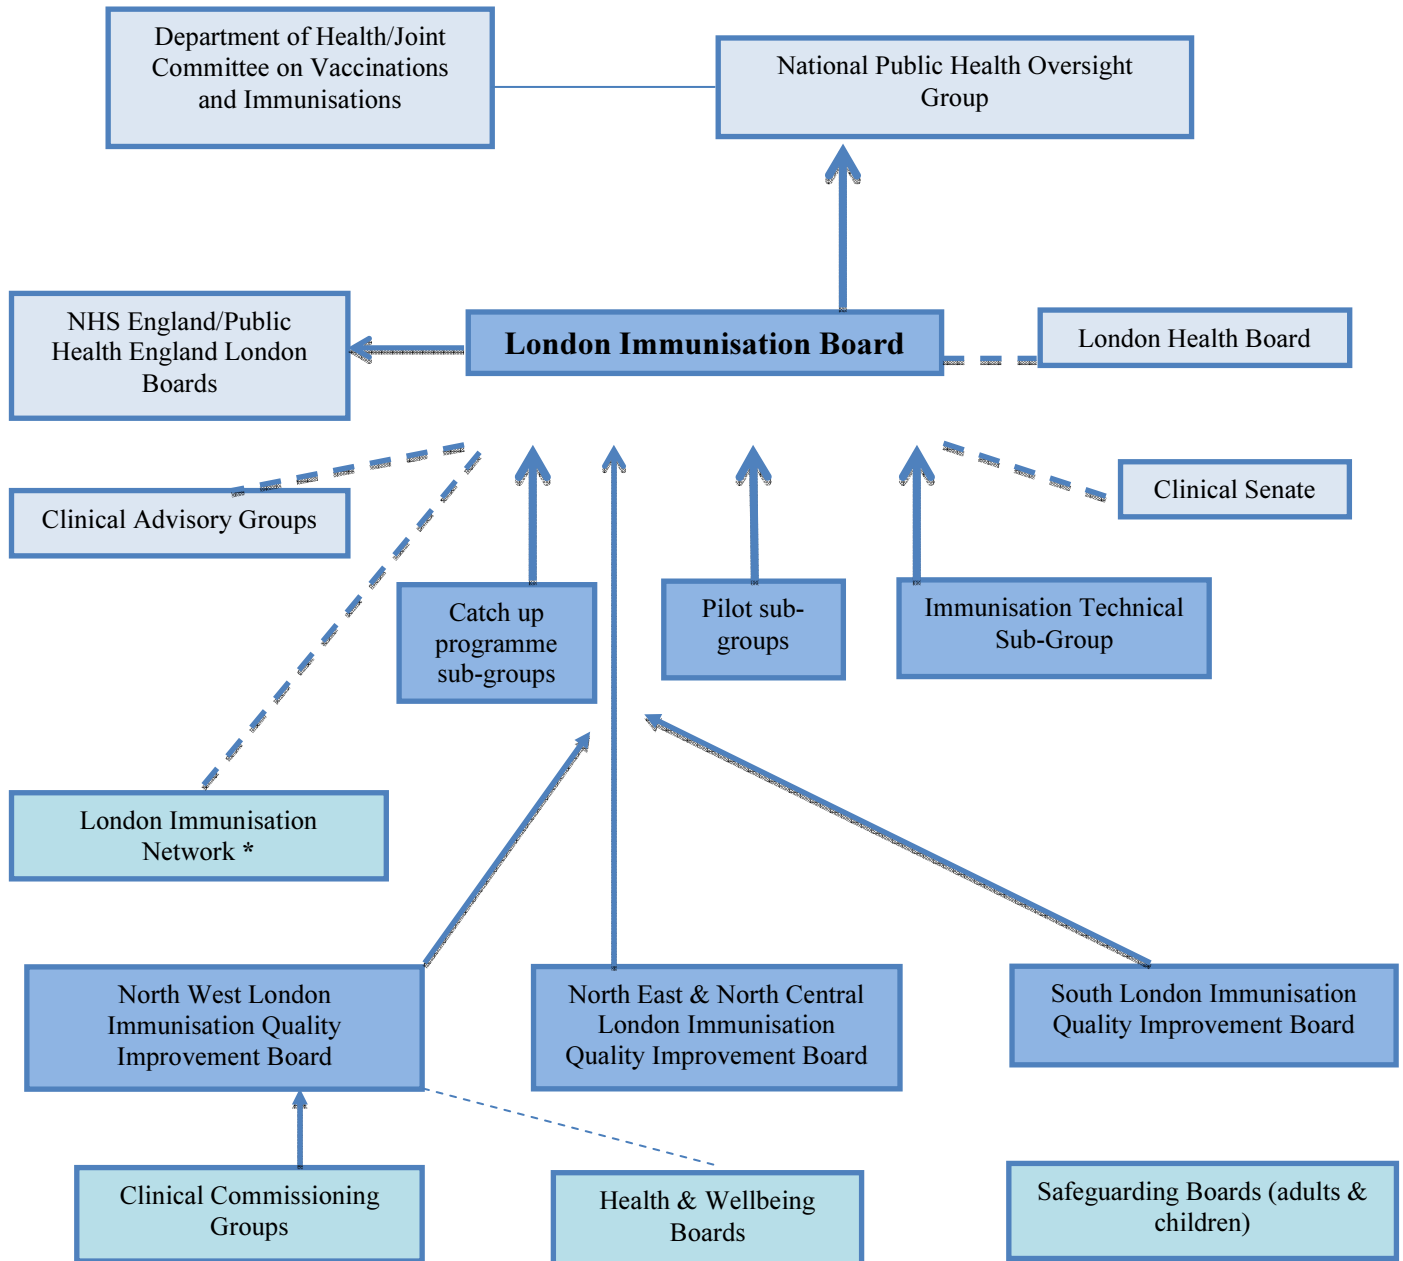 Department of Health/Joint
Committee on Vaccinations
and Immunisations
National Public Health Oversight
Group
NHS England/Public
Health England London
Boards
London Immunisation Board
London Health Board
Clinical Advisory Groups
Clinical Senate
Catch up
programme
sub-groups
Pilot sub-
groups
Immunisation Technical
Sub-Group
London Immunisation
Network *
North West London
Immunisation Quality
Improvement Board
North East & North Central
London Immunisation
Quality Improvement Board
South London Immunisation
Quality Improvement Board
Clinical Commissioning
Groups
Health & Wellbeing
Boards
Safeguarding Boards (adults &
children)